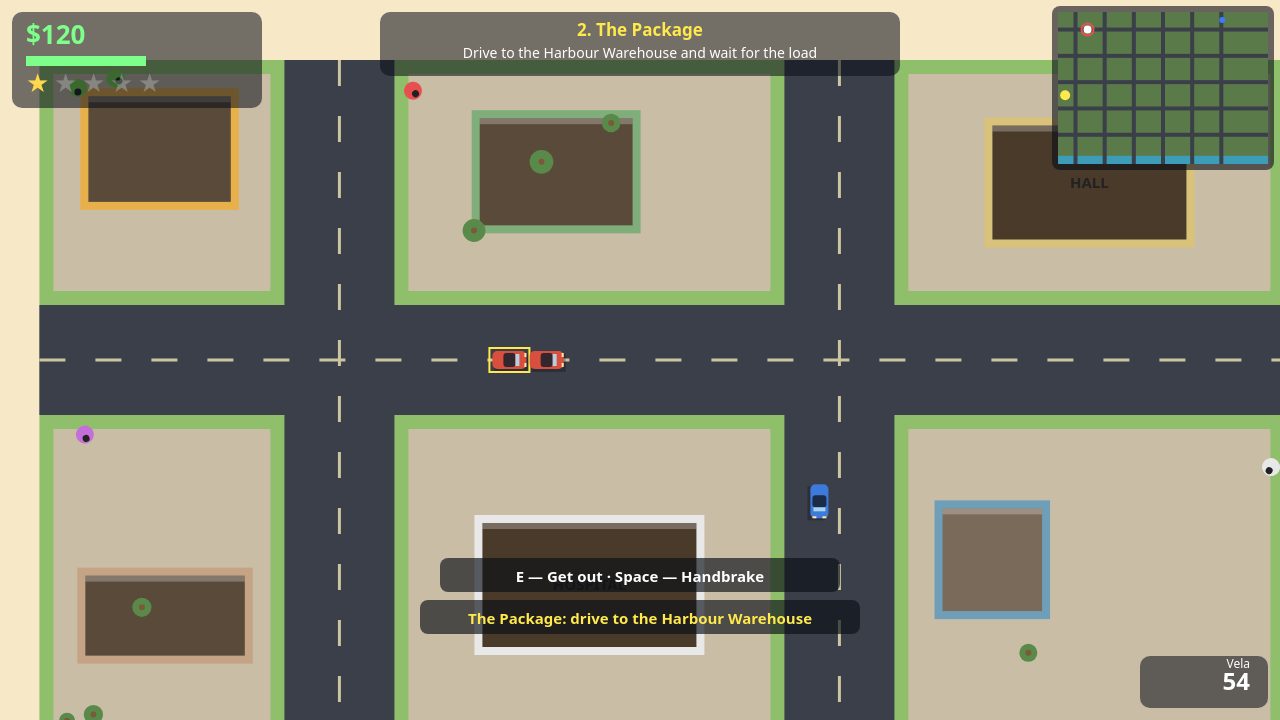 $120
2. The Package
Drive to the Harbour Warehouse and wait for the load
HALL
E — Get out · Space — Handbrake
The Package: drive to the Harbour Warehouse
Vela
54